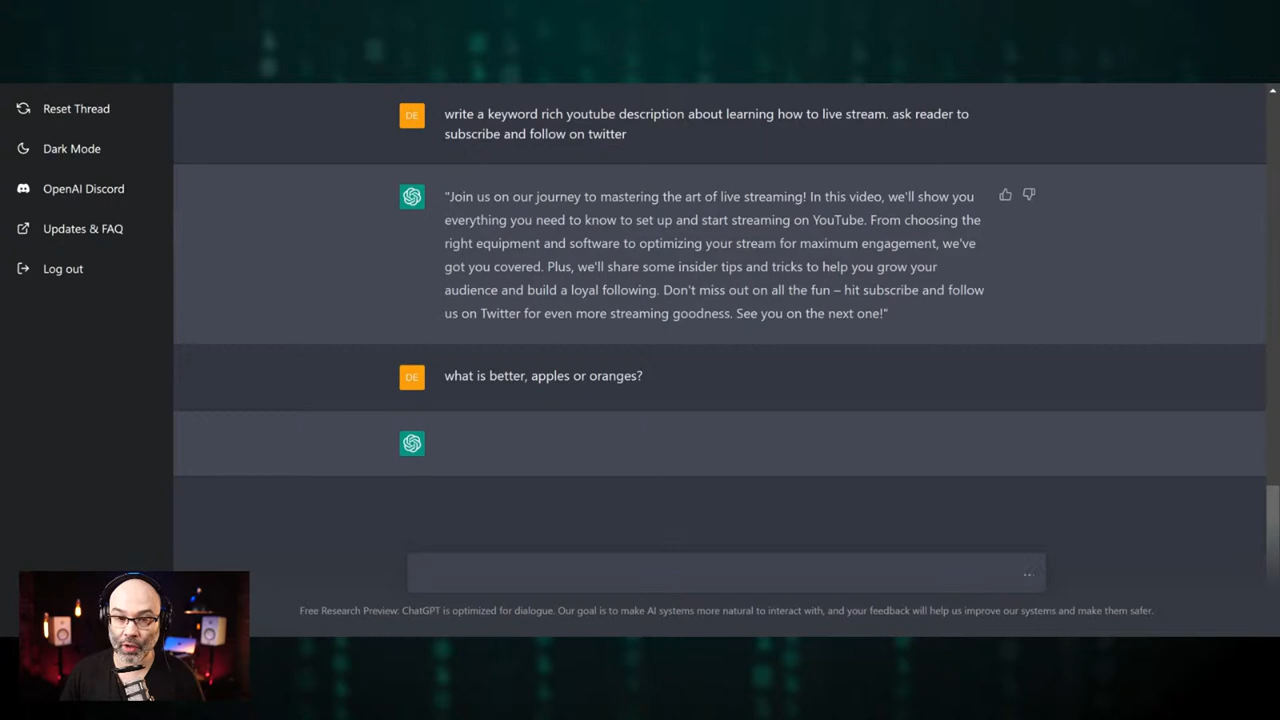 Reset Thread
Dark Mode
OpenAI Discord
Updates & FAQ
Log out
DE
write a keyword rich youtube description about learning how to live stream. ask reader to
subscribe and follow on twitter
"Join us on our journey to mastering the art of live streaming! In this video, we'll show you
everything you need to know to set up and start streaming on YouTube. From choosing the
right equipment and software to optimizing your stream for maximum engagement, we've
got you covered. Plus, we'll share some insider tips and tricks to help you grow your
audience and build a loyal following. Don't miss out on all the fun – hit subscribe and follow
us on Twitter for even more streaming goodness. See you on the next one!"
DE
what is better, apples or oranges?
...
Free Research Preview: ChatGPT is optimized for dialogue. Our goal is to make AI systems more natural to interact with, and your feedback will help us improve our systems and make them safer.